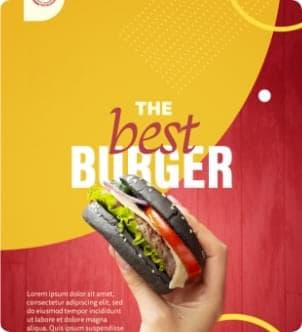 THE
best
BURGER
Lorem ipsum dolor sit amet,
consectetur adipiscing elit, sed
do eiusmod tempor incididunt
ut labore et dolore magna
aliqua. Quis ipsum suspendisse